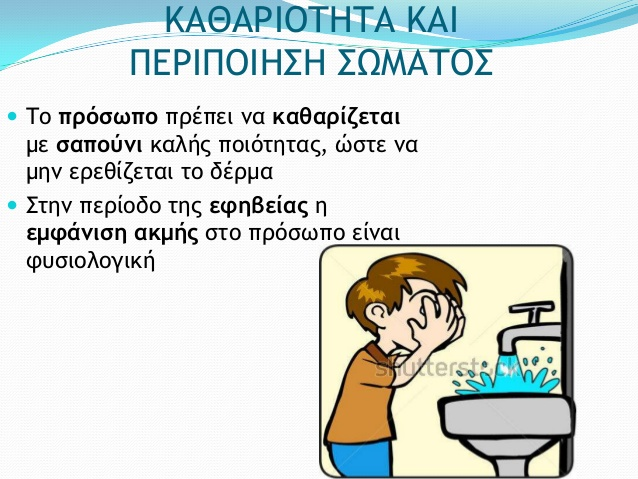 ΚΑΘΑΡΙΟΤΗΤΑ ΚΑΙ
ΠΕΡΙΠΟΙΗΣΗ ΣΩΜΑΤΟΣ
• Το πρόσωπο πρέπει να καθαρίζεται
με σαπούνι καλής ποιότητας, ώστε να
μην ερεθίζεται το δέρμα
• Στην περίοδο της εφηβείας η
εμφάνιση ακμής στο πρόσωπο είναι
φυσιολογική
shutterstock